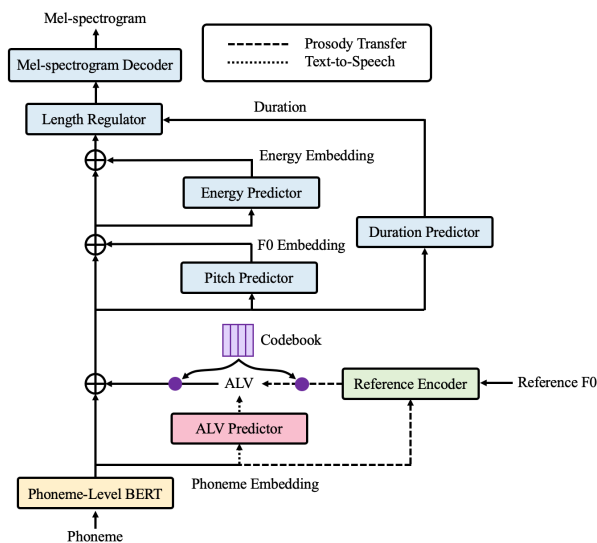 Mel-spectrogram
Mel-spectrogram Decoder
Prosody Transfer
Text-to-Speech
Length Regulator
Duration
Energy Embedding
Energy Predictor
Duration Predictor
F0 Embedding
Pitch Predictor
Codebook
ALV
Reference Encoder
Reference F0
ALV Predictor
Phoneme Embedding
Phoneme-Level BERT
Phoneme